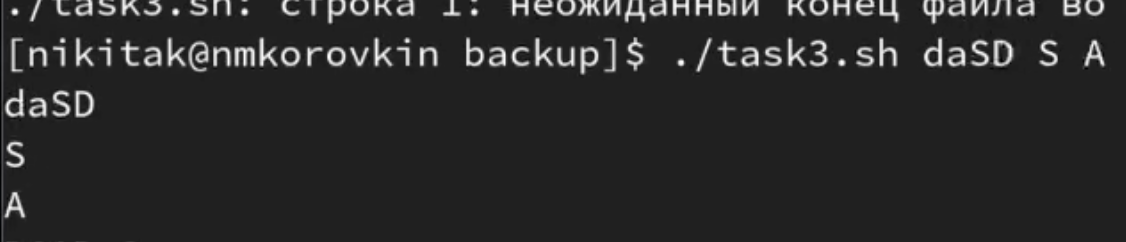 ./task3.sh: строка 1: неожиданный конец файла во
[nikitak@nmkorovkin backup]$ ./task3.sh daSD S A
daSD
S
A